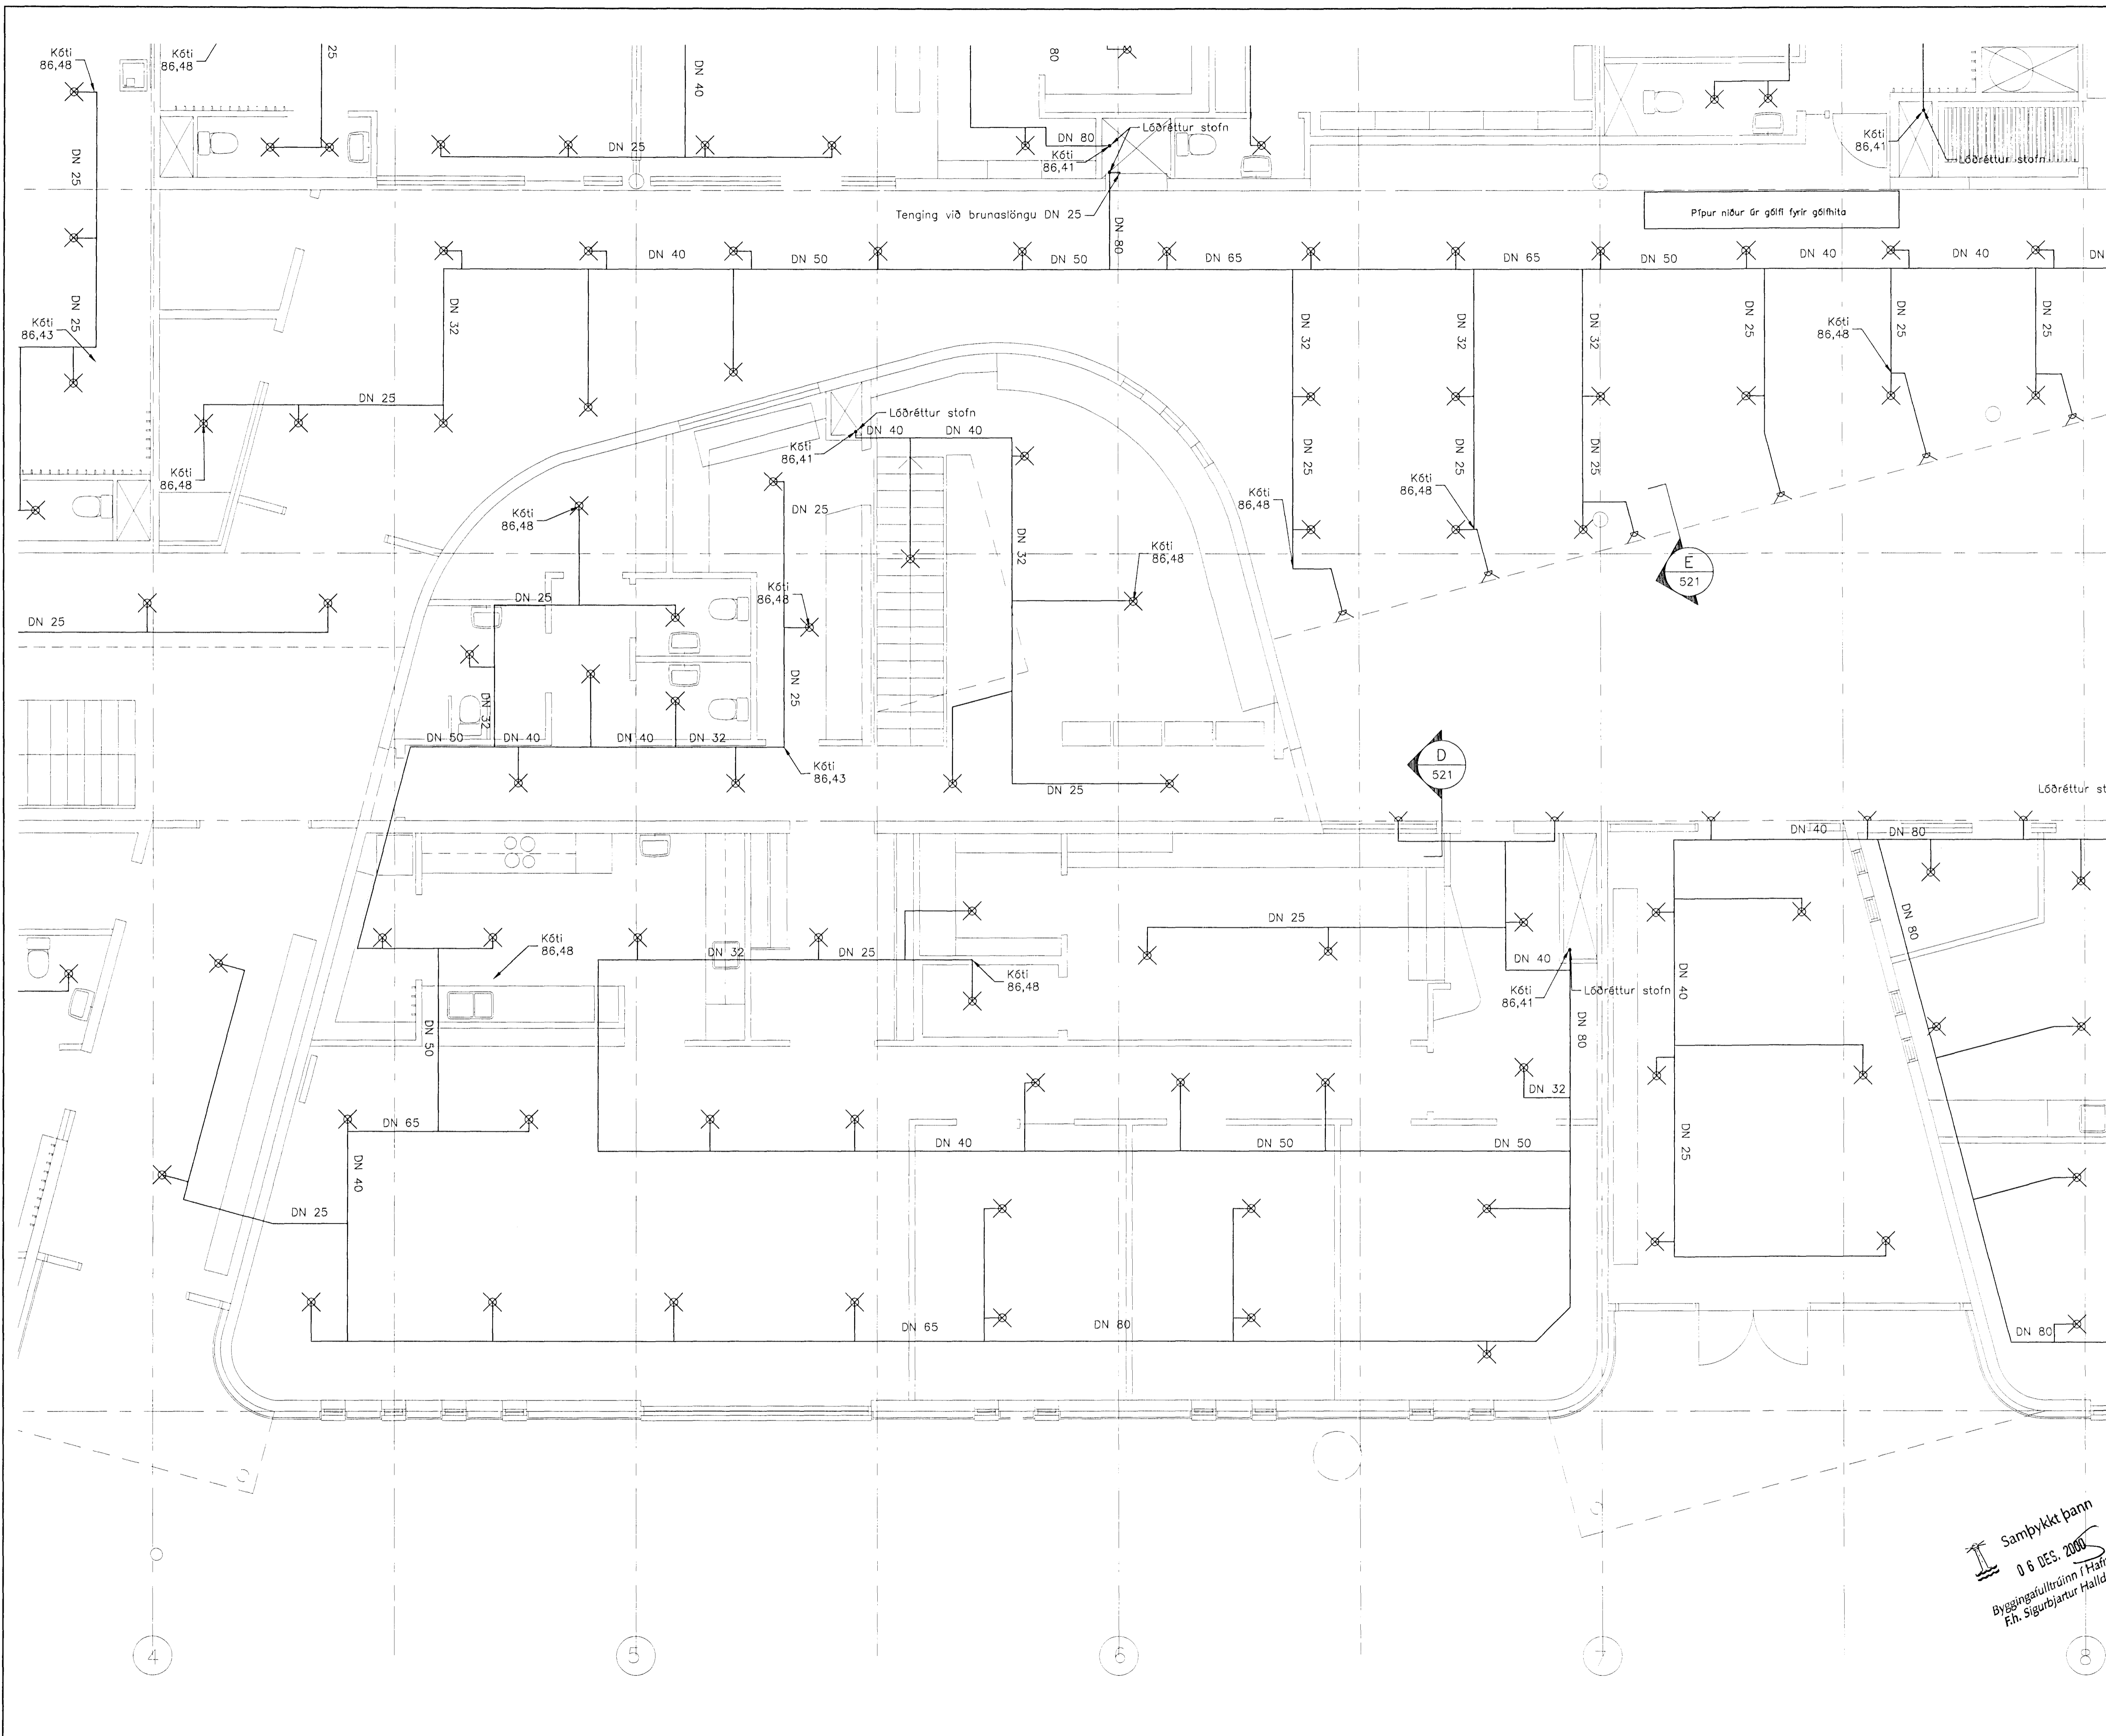 Kóti
86,48
Kóti
86,48
25
DN 40
80
DN 25
DN 25
DN 80
Lóðréttur stofn
Kóti
86,41
Kóti
86,41
Lóðréttur stofn
Tenging við brunaslöngu DN 25
DN 80
Pípur niður úr gólfi fyrir gólfhita
DN 40
DN 50
DN 50
DN 65
DN 65
DN 50
DN 40
DN 40
DN
DN 25
Kóti
86,43
DN 32
DN 32
DN 32
DN 32
DN 25
Kóti
86,48
DN 25
DN 25
DN 25
Lóðréttur stofn
DN 40
DN 40
Kóti
86,41
Kóti
86,48
DN 25
DN 25
DN 25
Kóti
86,48
Kóti
86,48
Kóti
86,48
DN 25
DN 32
Kóti
86,48
E
521
DN 25
Kóti
86,48
DN 25
DN 25
DN 32
DN 50
DN 40
DN 40
DN 32
Kóti
86,43
DN 25
D
521
Lóðréttur st
DN 40
DN 80
DN 25
DN 80
Kóti
86,48
DN 32
DN 25
Kóti
86,48
DN 40
Kóti
86,41
Lóðréttur stofn
DN 40
DN 50
DN 80
DN 32
DN 65
DN 40
DN 50
DN 50
DN 25
DN 40
DN 25
DN 65
DN 80
DN 80
Samþykkt þann
06 DES. 2000
Byggingafulltrúinn í Hafn
F.h. Sigurbjartur Halld
4
5
6
7
8